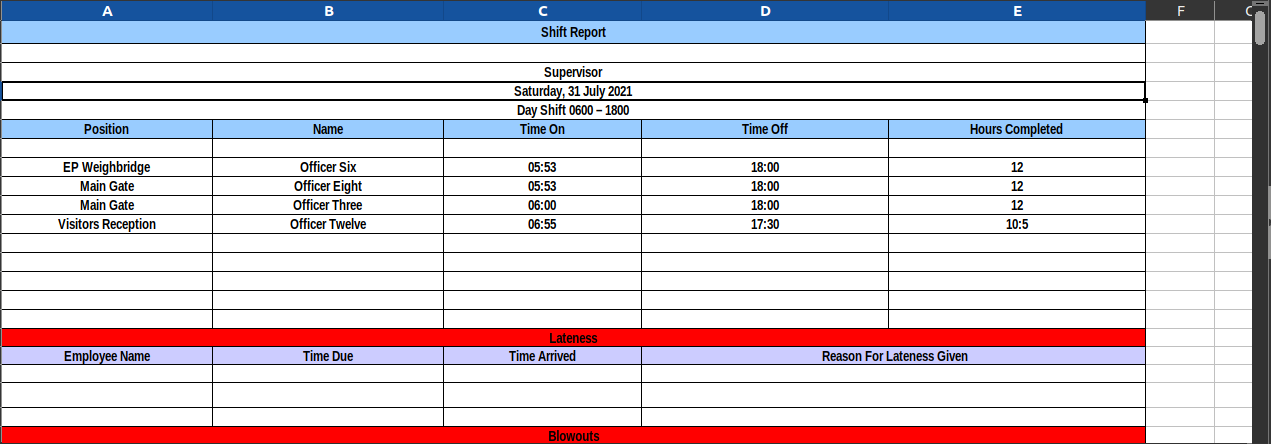 A B C D E F
Shift Report
Supervisor
Saturday, 31 July 2021
Day Shift 0600 – 1800
Position Name Time On Time Off Hours Completed
EP Weighbridge Officer Six 05:53 18:00 12
Main Gate Officer Eight 05:53 18:00 12
Main Gate Officer Three 06:00 18:00 12
Visitors Reception Officer Twelve 06:55 17:30 10:5
Lateness
Employee Name Time Due Time Arrived Reason For Lateness Given
Blowouts